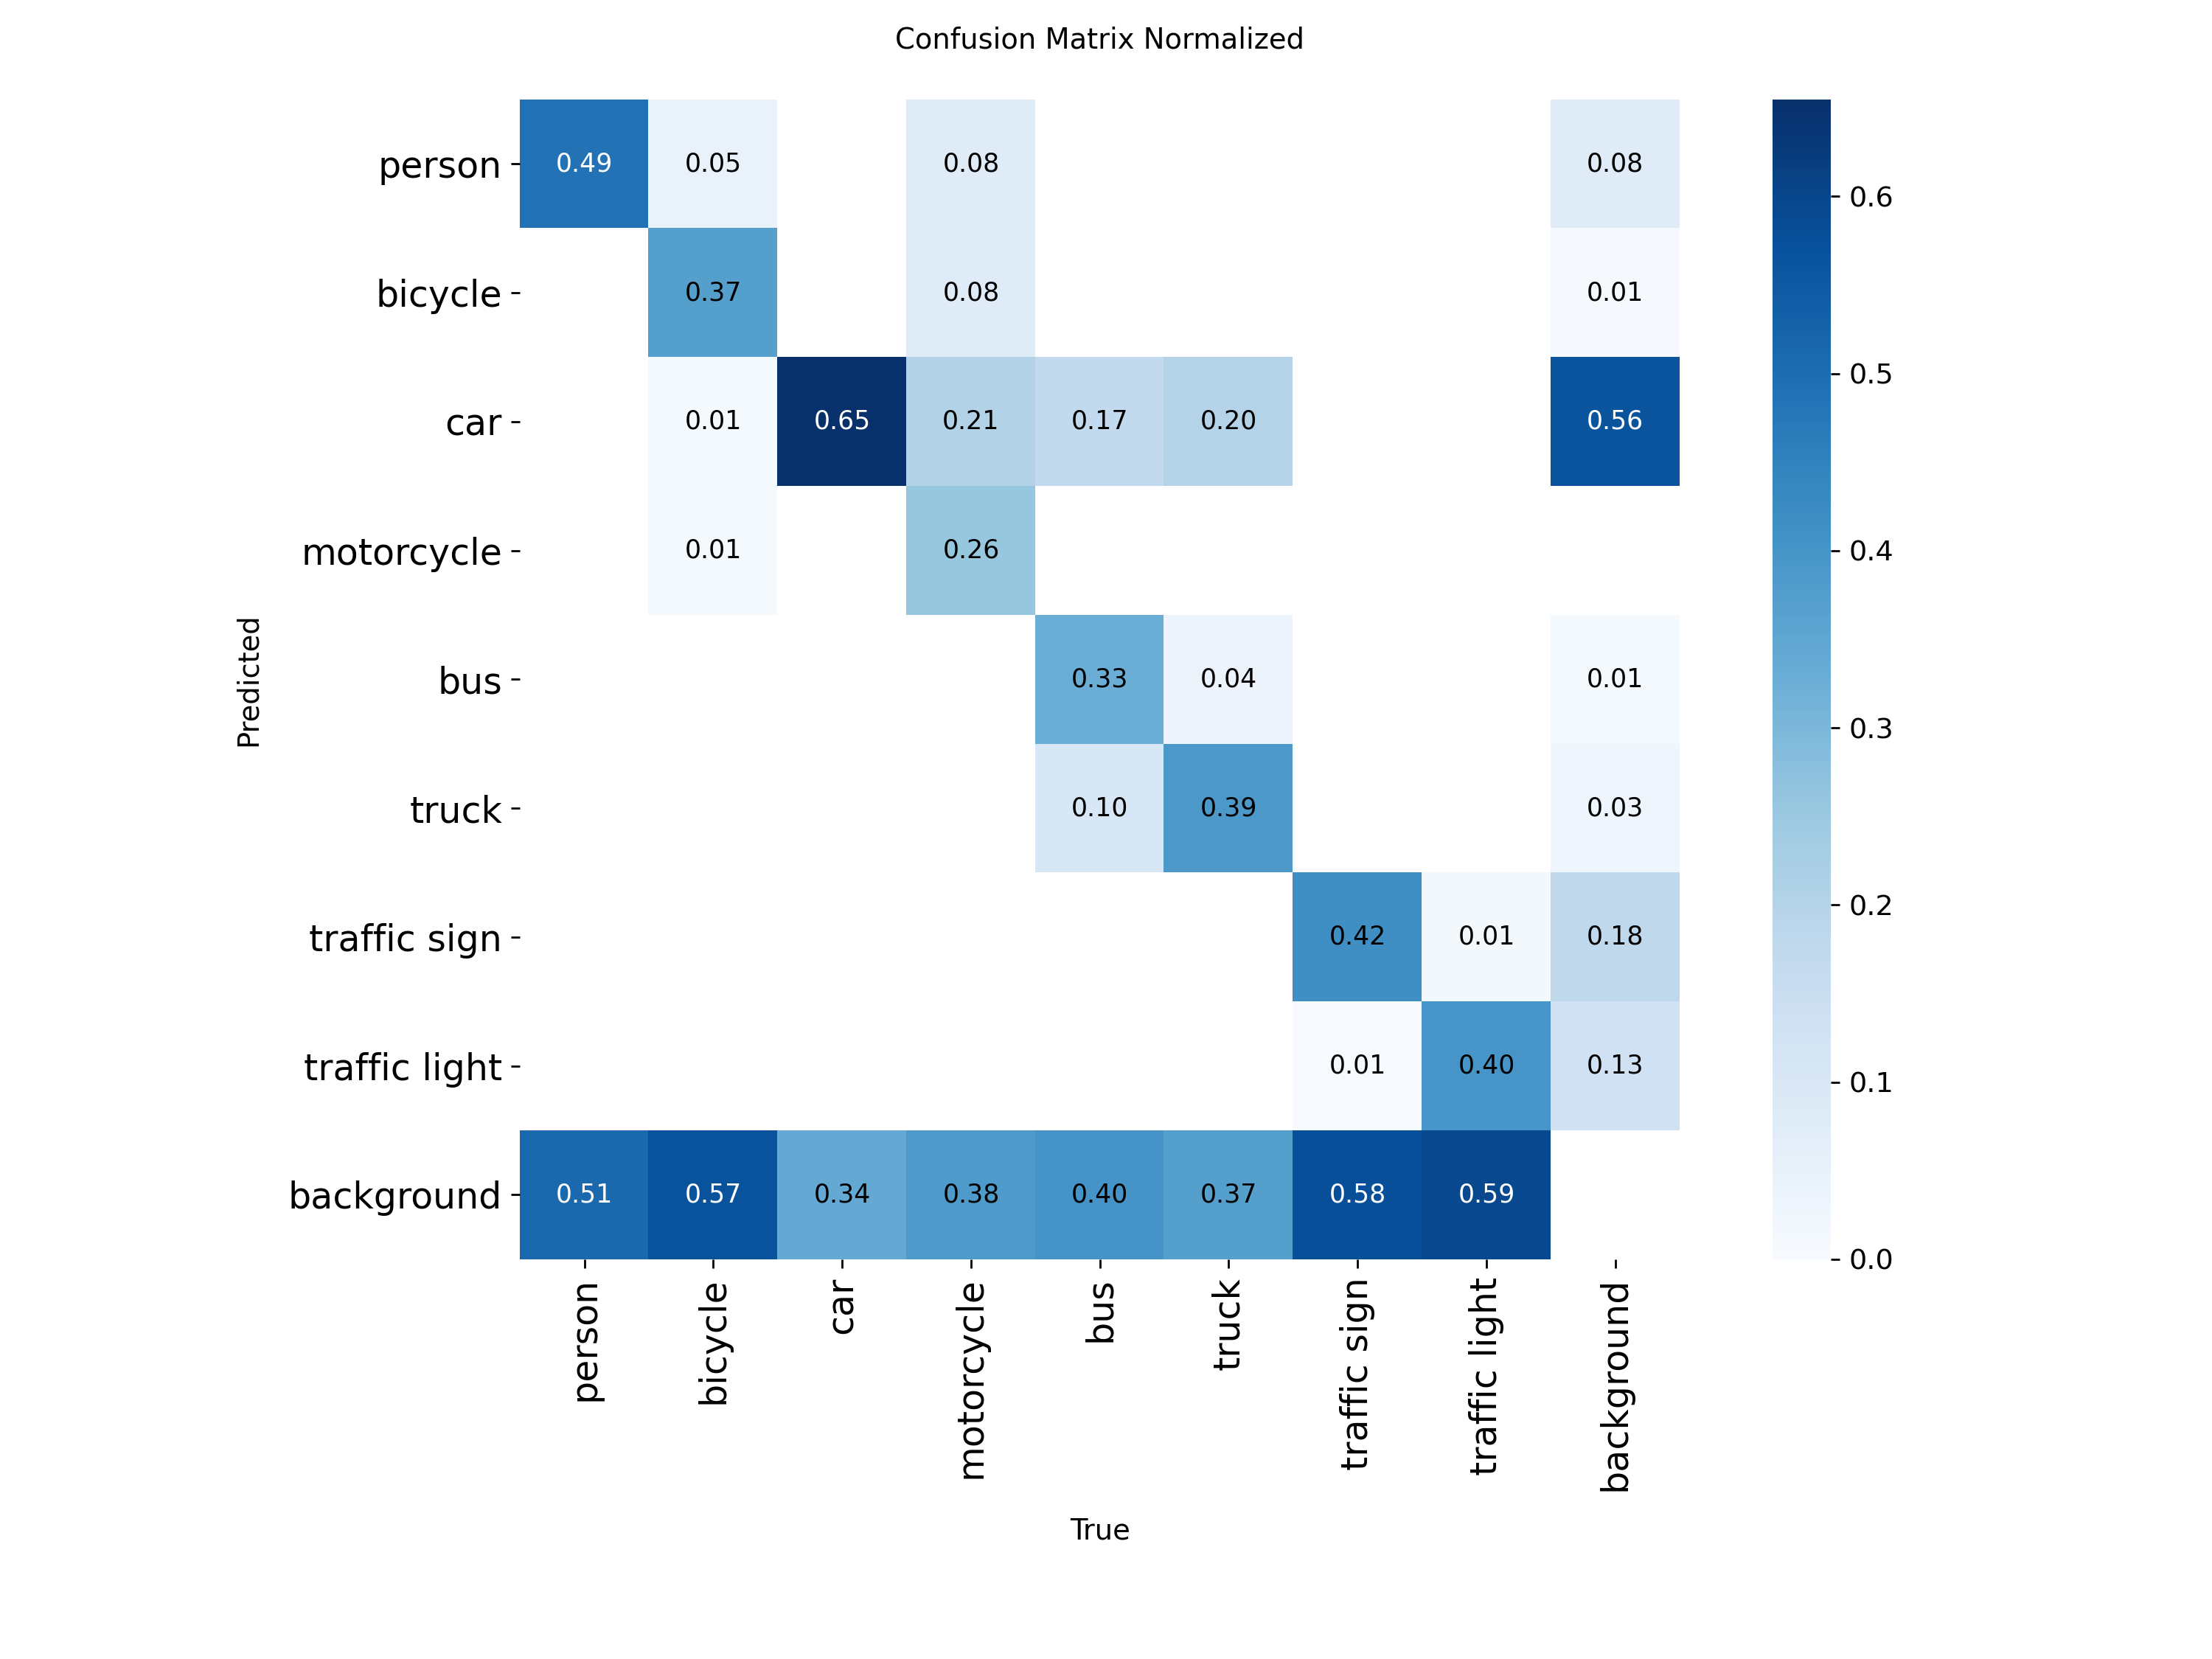 Confusion Matrix Normalized
person 0.49 0.05 0.08 0.08
bicycle 0.37 0.08 0.01
car 0.01 0.65 0.21 0.17 0.20 0.56
motorcycle 0.01 0.26
bus 0.33 0.04 0.01
truck 0.10 0.39 0.03
traffic sign 0.42 0.01 0.18
traffic light 0.01 0.40 0.13
background 0.51 0.57 0.34 0.38 0.40 0.37 0.58 0.59
Predicted
person bicycle car motorcycle bus truck traffic sign traffic light background
True
0.6
0.5
0.4
0.3
0.2
0.1
0.0